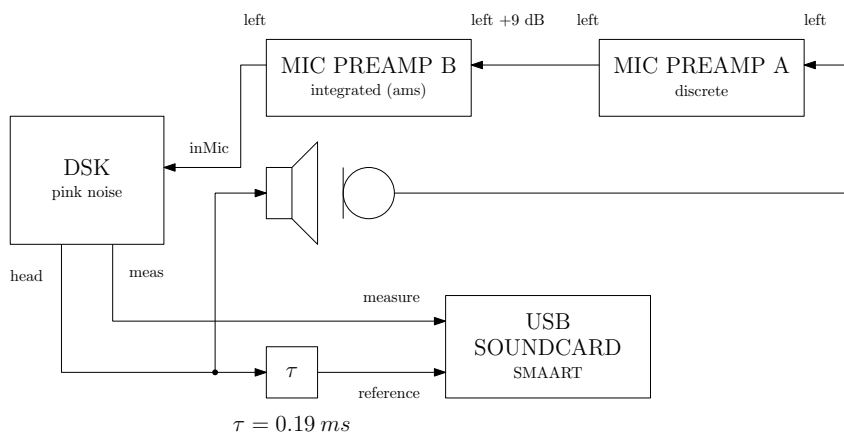 left
left +9 dB
left
left
MIC PREAMP B
integrated (ams)
MIC PREAMP A
discrete
inMic
DSK
pink noise
head
meas
measure
USB
SOUNDCARD
SMAART
τ
reference
τ = 0.19 ms